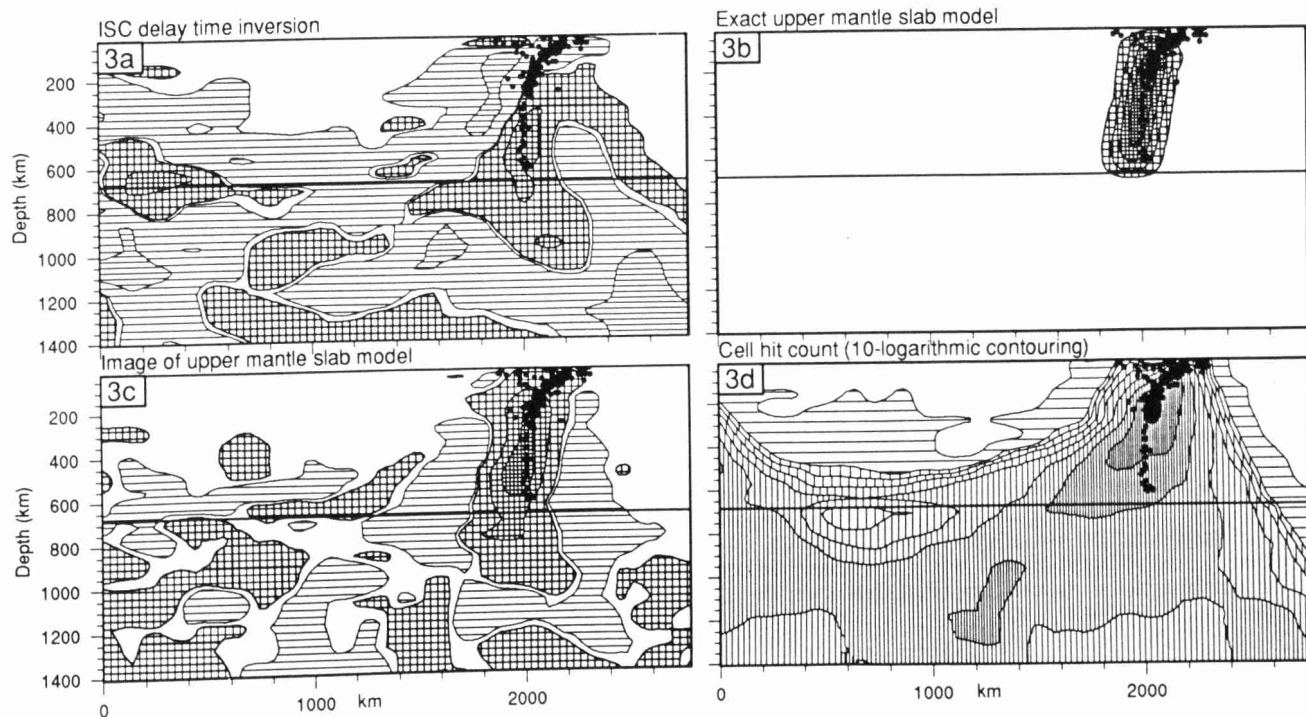 ISC delay time inversion
3a
200
400
600
800
1000
1200
1400
Depth (km)
Exact upper mantle slab model
3b
Image of upper mantle slab model
3c
200
400
600
800
1000
1200
1400
Depth (km)
0
1000
km
2000
Cell hit count (10-logarithmic contouring)
3d
0
1000
km
2000